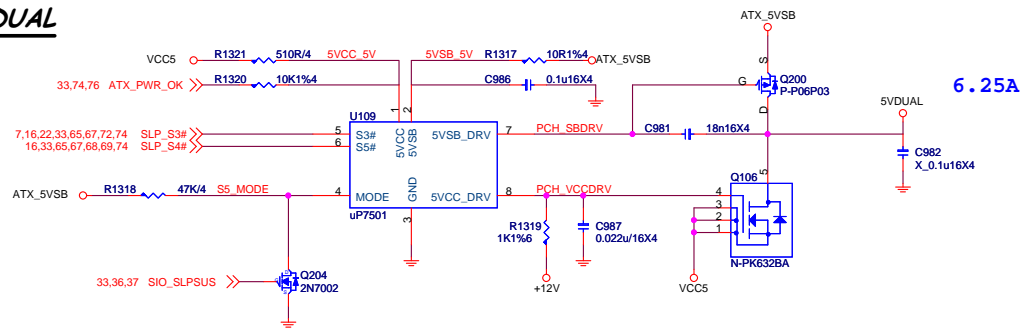 DUAL
ATX_5VSB
VCC5
R1321
510R/4
5VCC_5V
5VSB_5V
R1317
10R1%4
ATX_5VSB
33,74,76
ATX_PWR_OK
R1320
10K1%4
C986
0.1u16X4
S
G
D
Q200
P-P06P03
6.25A
5VDUAL
1
2
U109
7,16,22,33,65,67,72,74
SLP_S3#
16,33,65,67,68,69,74
SLP_S4#
5
6
S3#
S5#
5VCC
5VSB
5VSB_DRV
7
PCH_SBDRV
C981
18n16X4
C982
X_0.1u16X4
ATX_5VSB
R1318
47K/4
S5_MODE
4
MODE
GND
5VCC_DRV
8
PCH_VCCDRV
uP7501
3
Q106
5
4
3
2
1
N-PK632BA
R1319
1K1%6
C987
0.022u/16X4
+12V
VCC5
33,36,37
SIO_SLPSUS
Q204
2N7002